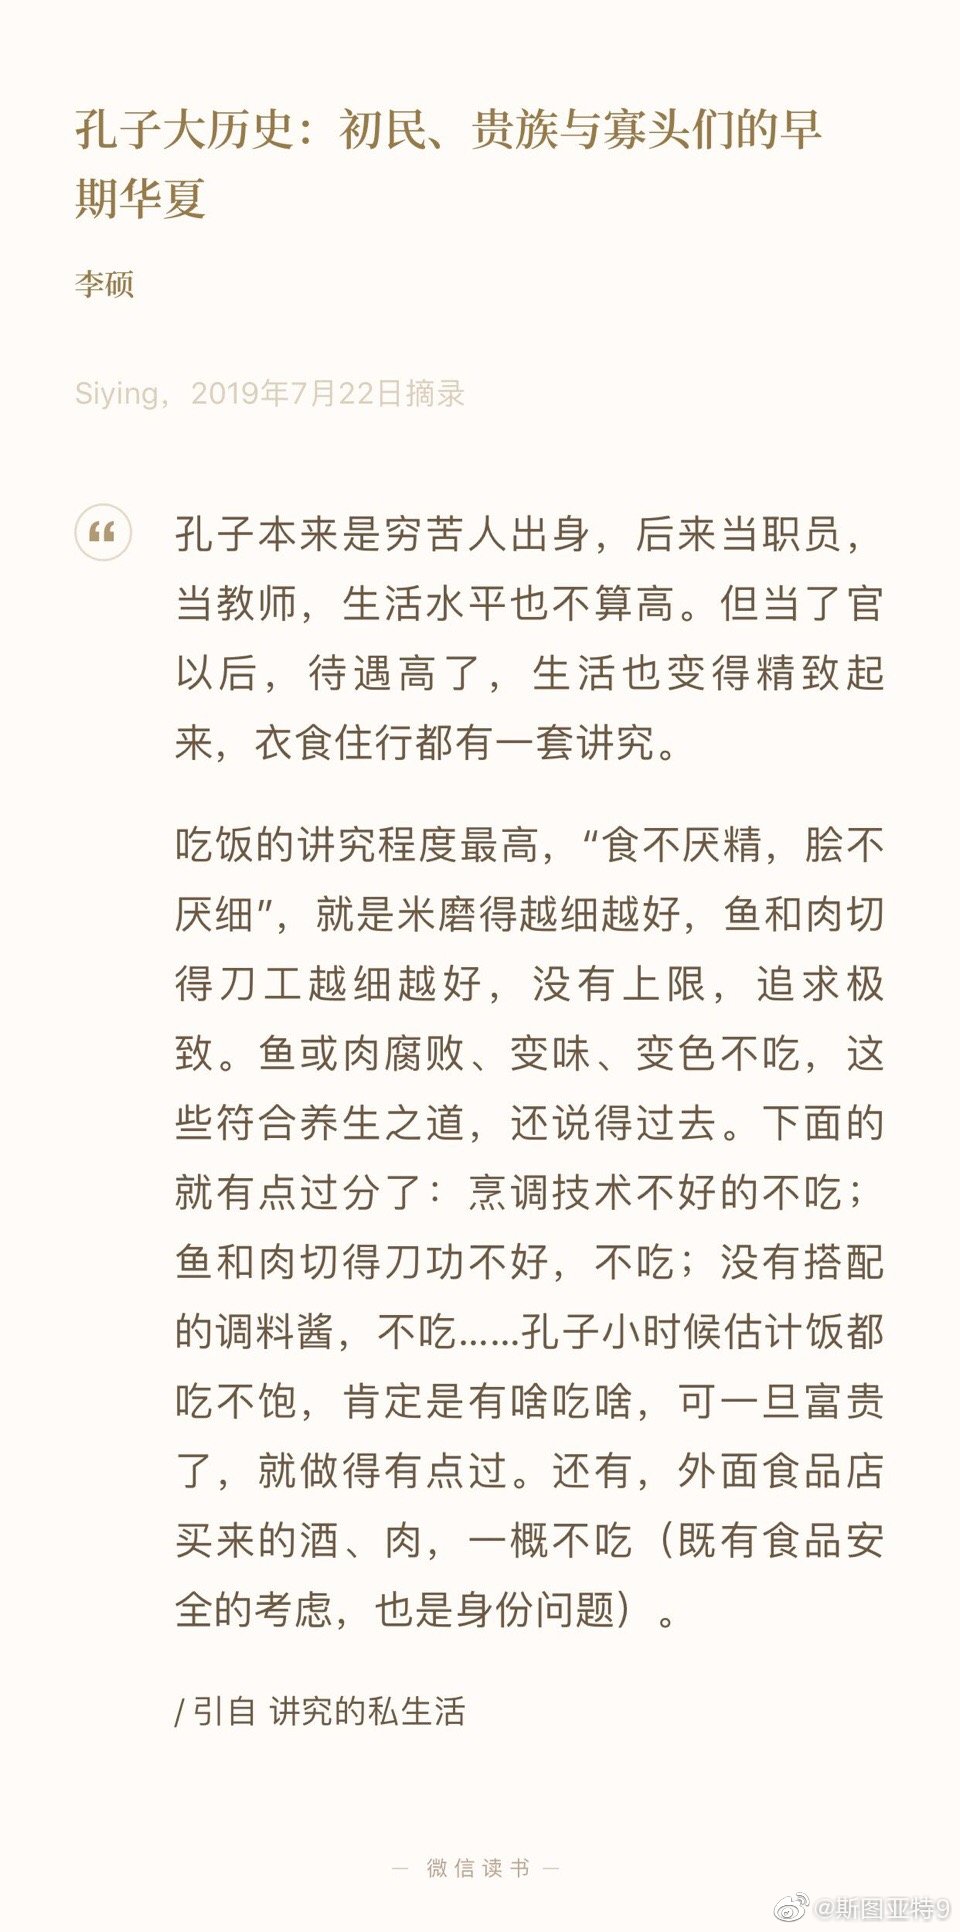 孔子大历史：初民、贵族与寡头们的早
期华夏
李硕
Siying，2019年7月22日摘录
“
孔子本来是穷苦人出身，后来当职员，
当教师，生活水平也不算高。但当了官
以后，待遇高了，生活也变得精致起
来，衣食住行都有一套讲究。
吃饭的讲究程度最高，“食不厌精，脍不
厌细”，就是米磨得越细越好，鱼和肉切
得刀工越细越好，没有上限，追求极
致。鱼或肉腐败、变味、变色不吃，这
些符合养生之道，还说得过去。下面的
就有点过分了：烹调技术不好的不吃；
鱼和肉切得刀功不好，不吃；没有搭配
的调料酱，不吃……孔子小时候估计饭都
吃不饱，肯定是有啥吃啥，可一旦富贵
了，就做得有点过。还有，外面食品店
买来的酒、肉，一概不吃（既有食品安
全的考虑，也是身份问题）。
/ 引自 讲究的私生活
— 微信读书 —
@斯图亚特9